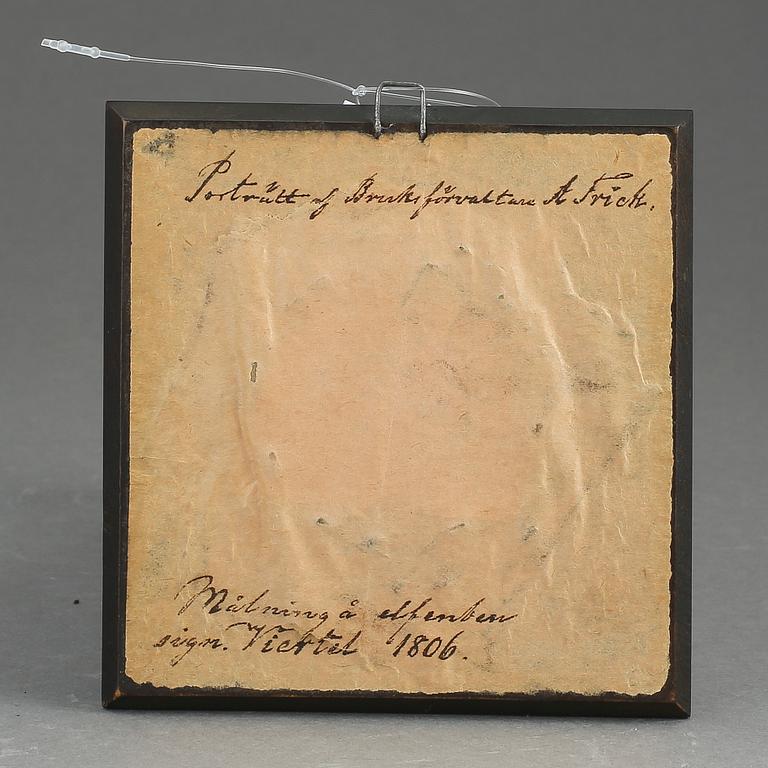 Porträtt af Bruksförvaltare A Frick.
Målning å elfenben
sign. Viertel 1806.